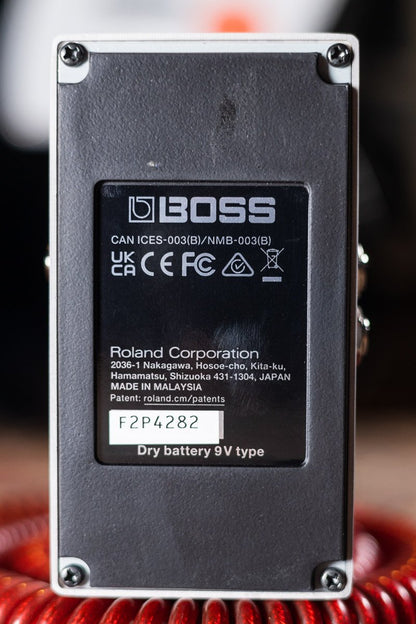 BOSS
CAN ICES-003(B)/NMB-003(B)
UK CA CE FC
Roland Corporation
2036-1 Nakagawa, Hosoe-cho, Kita-ku,
Hamamatsu, Shizuoka 431-1304, JAPAN
MADE IN MALAYSIA
Patent: roland.cm/patents
F2P4282
Dry battery 9V type